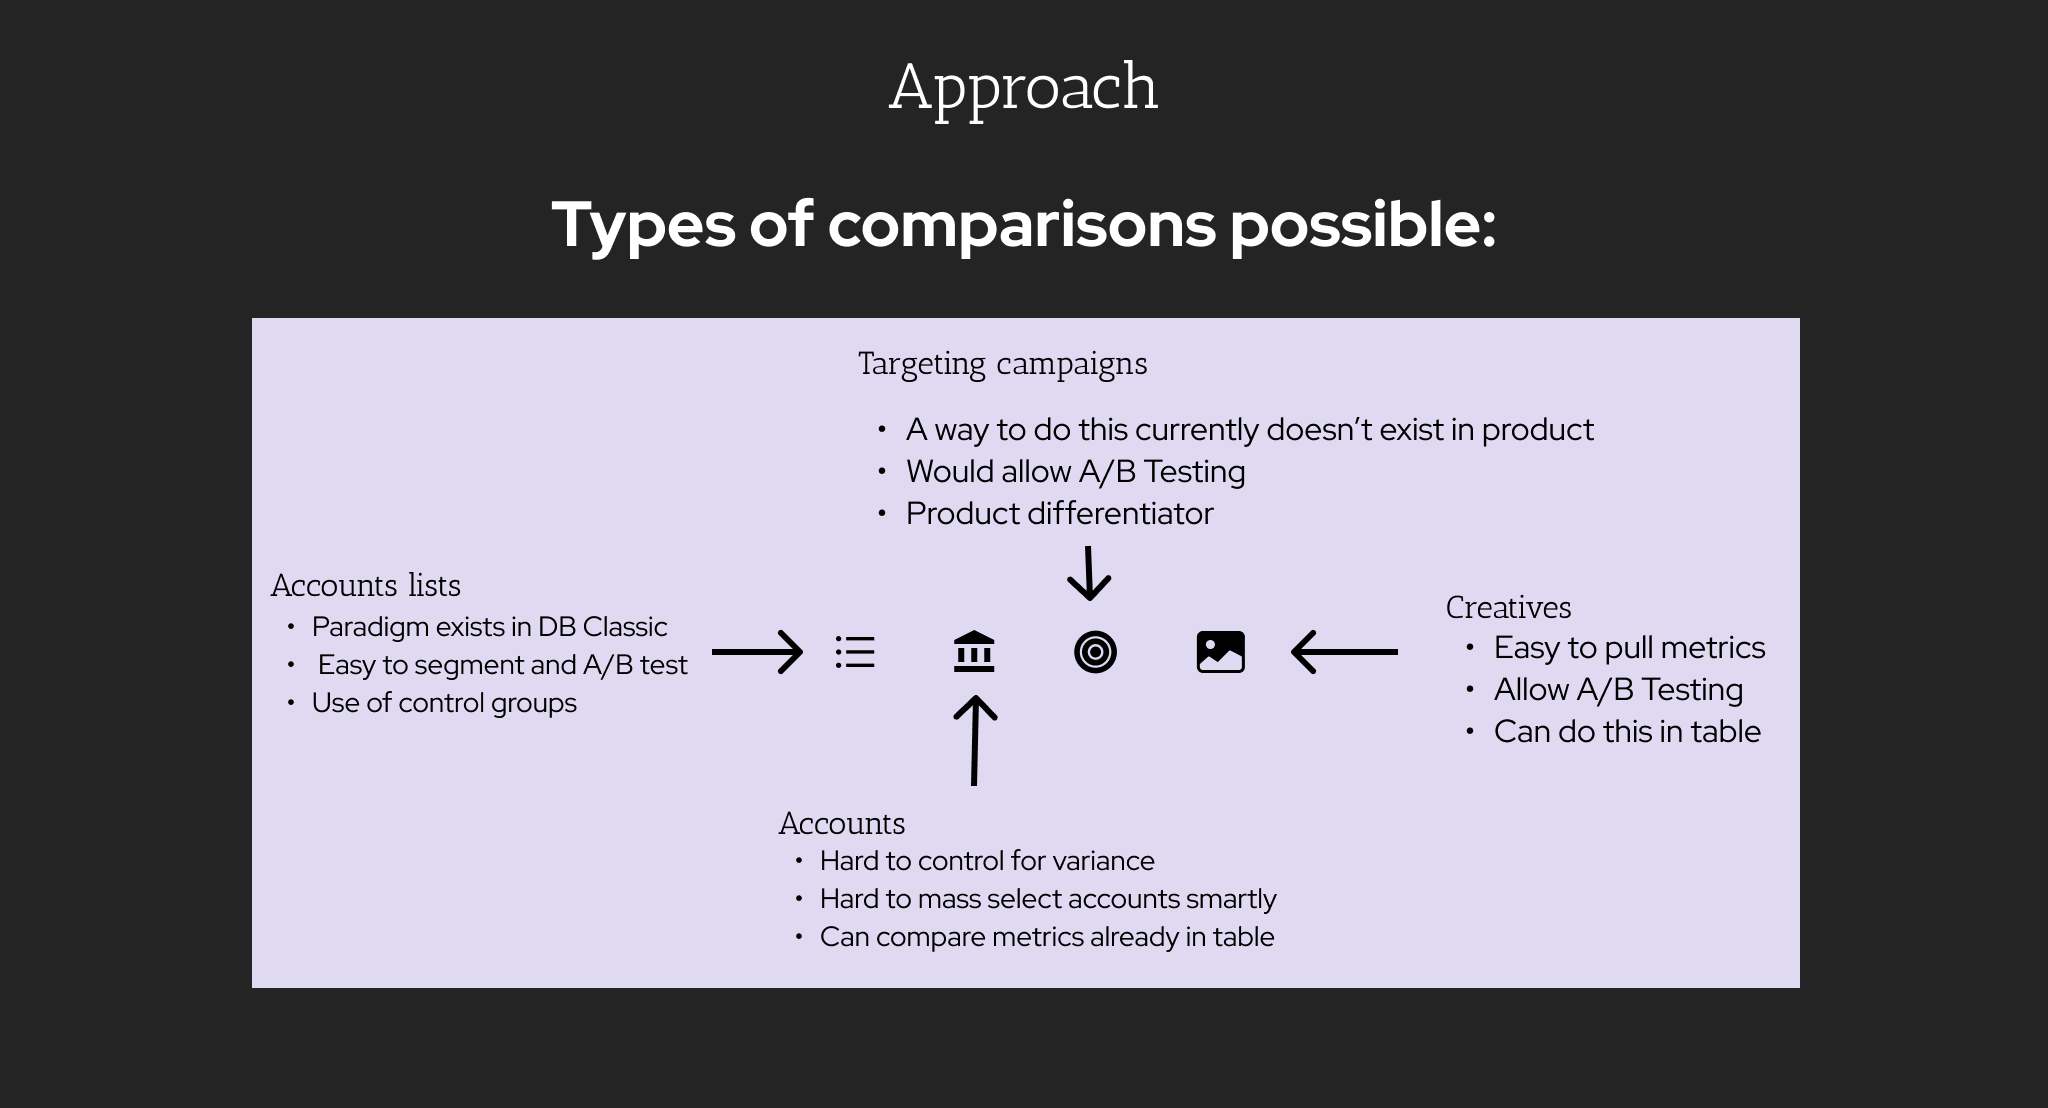 Approach
Types of comparisons possible:
Targeting campaigns
• A way to do this currently doesn’t exist in product
• Would allow A/B Testing
• Product differentiator
Accounts lists
• Paradigm exists in DB Classic
• Easy to segment and A/B test
• Use of control groups
Creatives
• Easy to pull metrics
• Allow A/B Testing
• Can do this in table
Accounts
• Hard to control for variance
• Hard to mass select accounts smartly
• Can compare metrics already in table